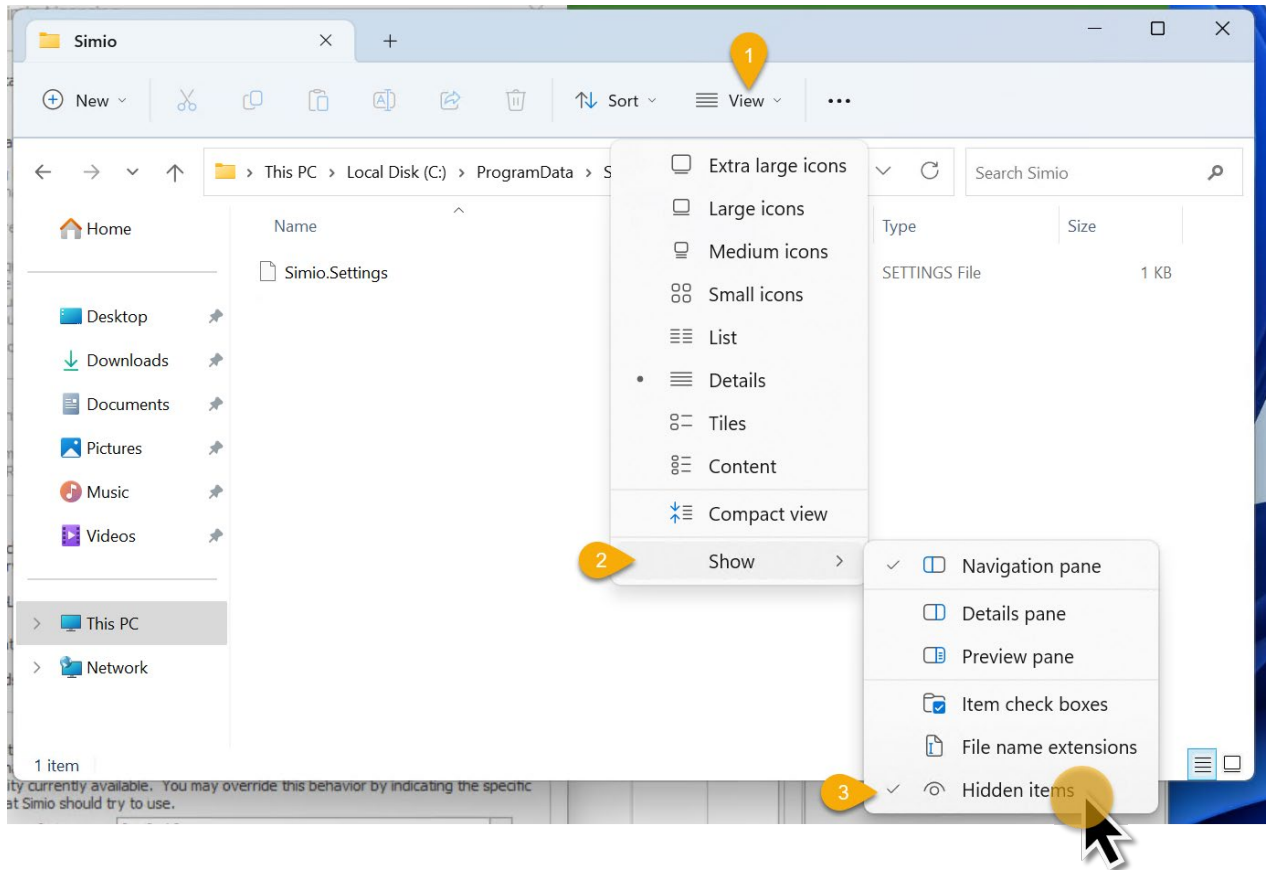 Simio
1
New
Sort
View
This PC > Local Disk (C:) > ProgramData > S
Search Simio
Home
Desktop
Downloads
Documents
Pictures
Music
Videos
This PC
Network
Name
Type
Size
Simio.Settings
SETTINGS File
1 KB
Extra large icons
Large icons
Medium icons
Small icons
List
Details
Tiles
Content
Compact view
2
Show
Navigation pane
Details pane
Preview pane
Item check boxes
File name extensions
3
Hidden items
1 item
ity currently available. You may override this behavior by indicating the specific
at Simio should try to use.